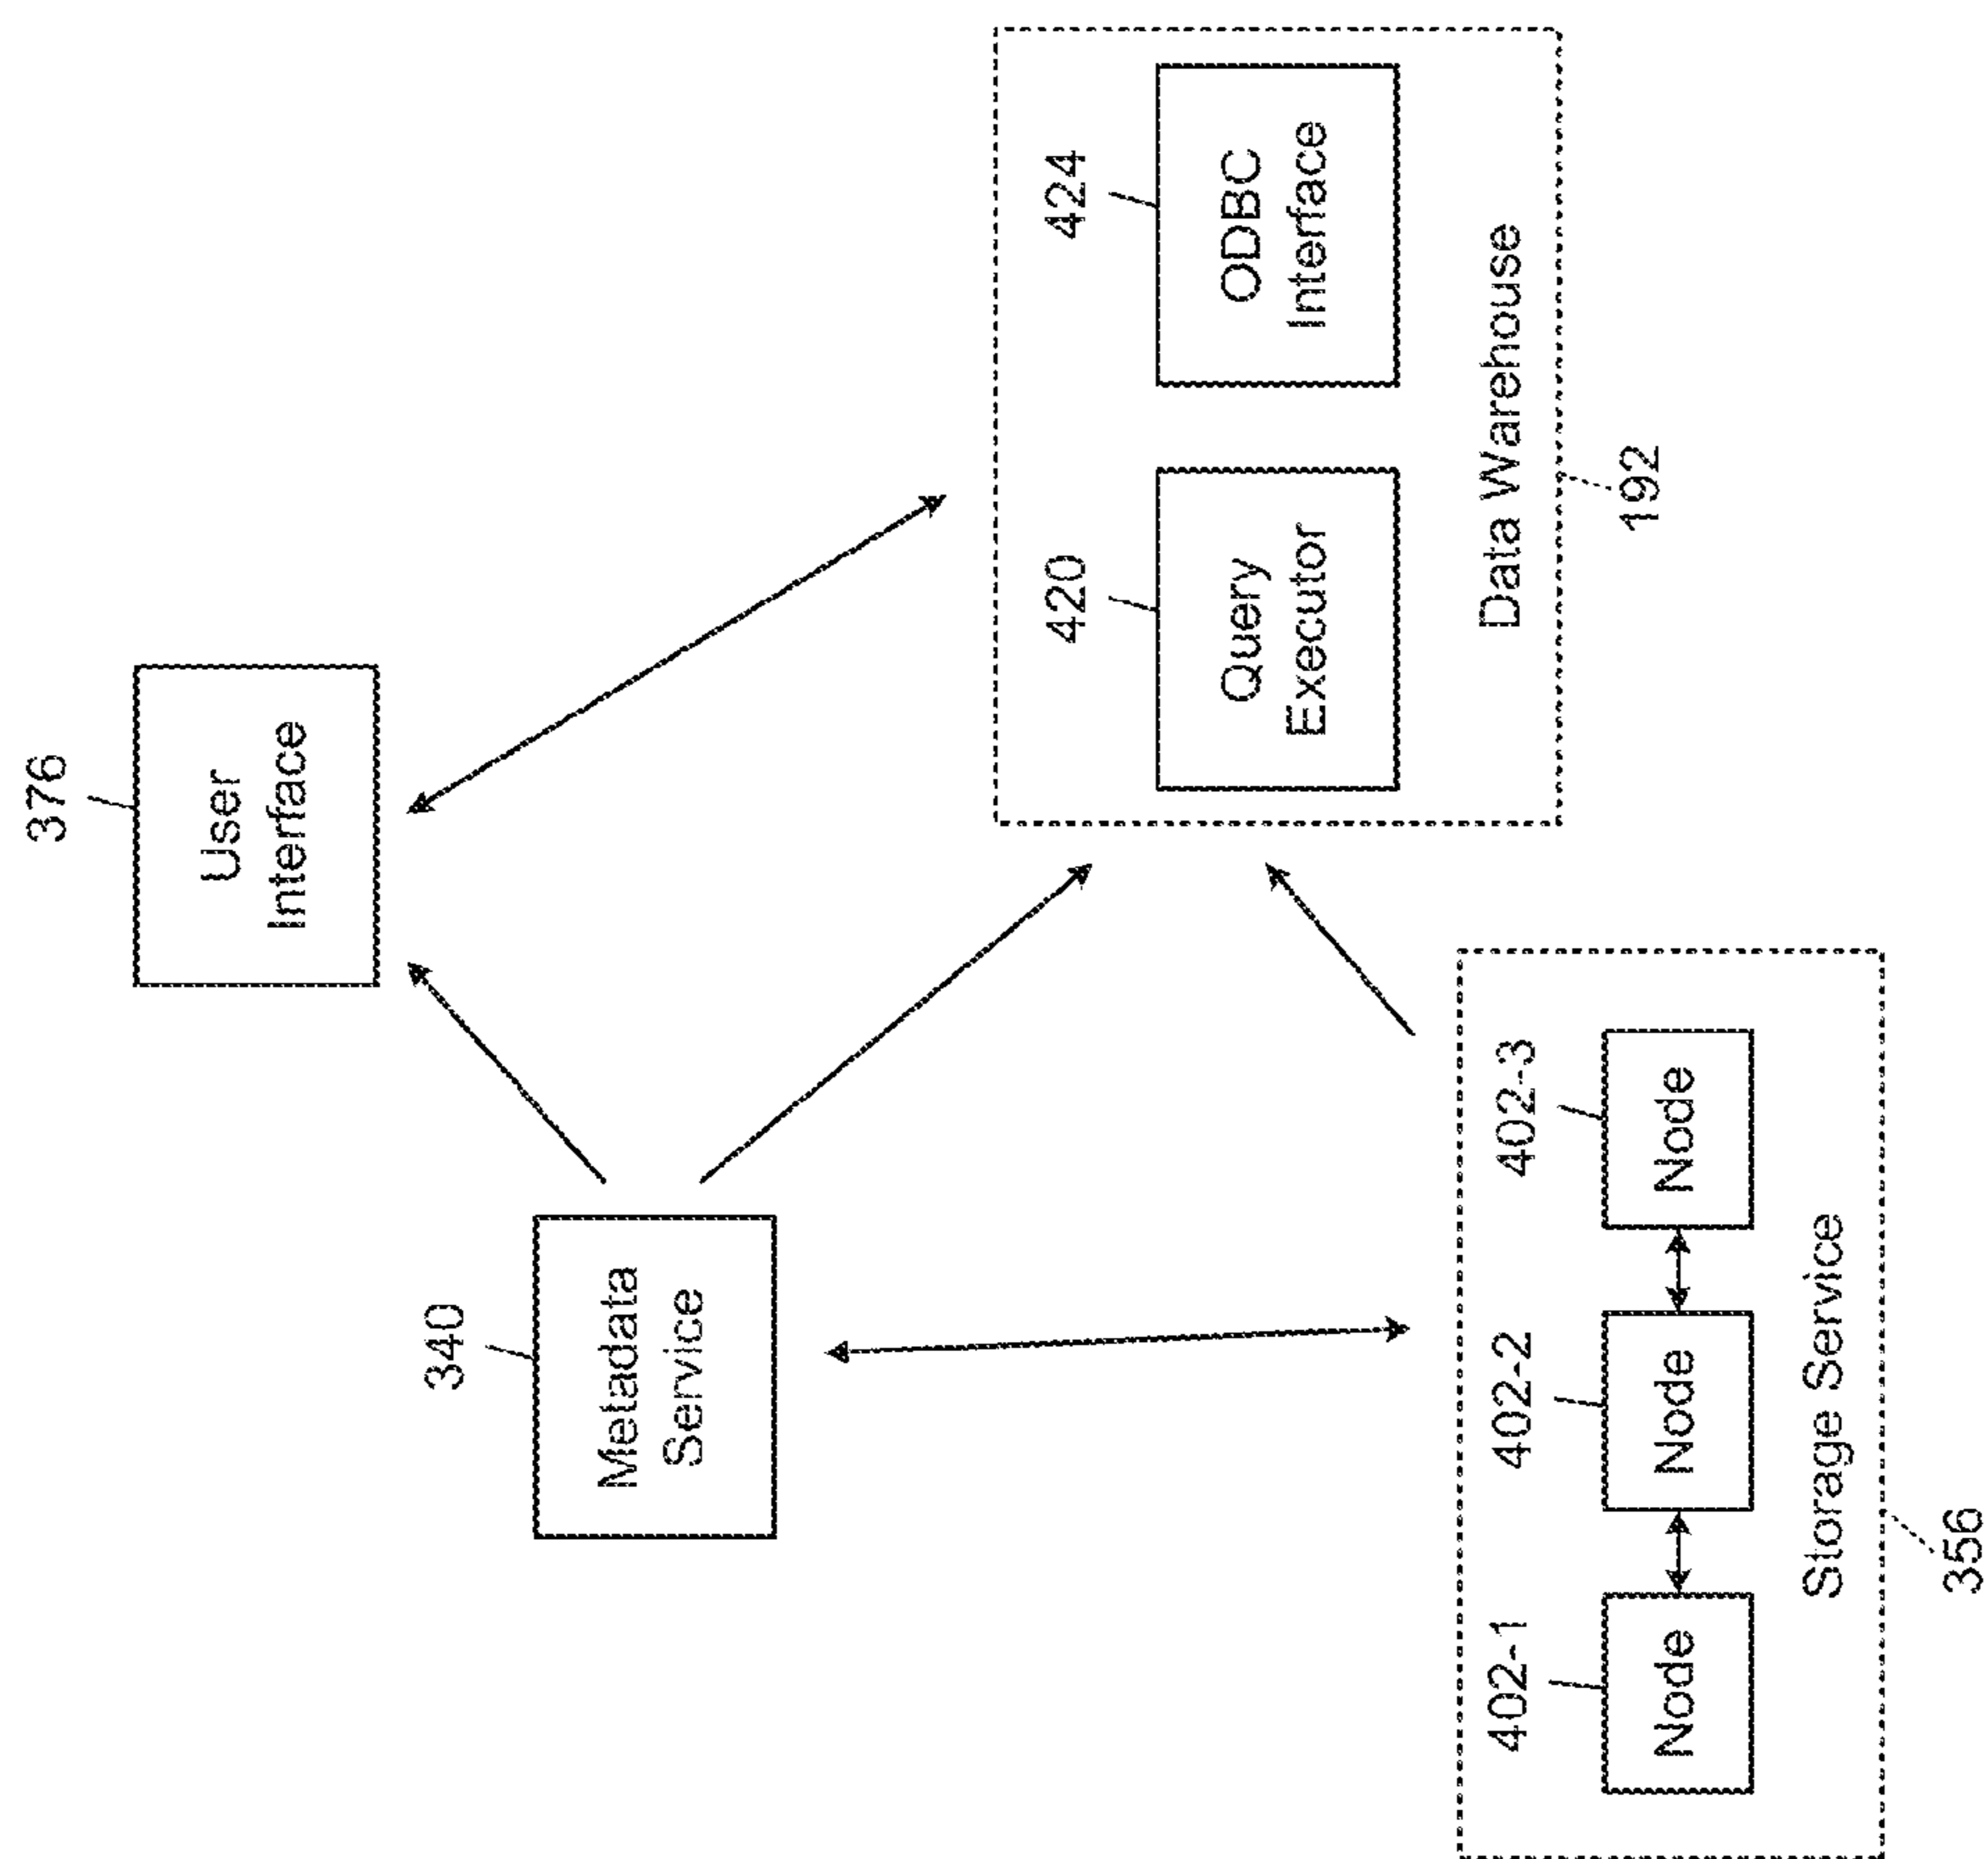 376
User
Interface
340
Metadata
Service
420
Query
Executor
424
ODBC
Interface
Data Warehouse
192
402-1
Node
402-2
Node
402-3
Node
Storage Service
356